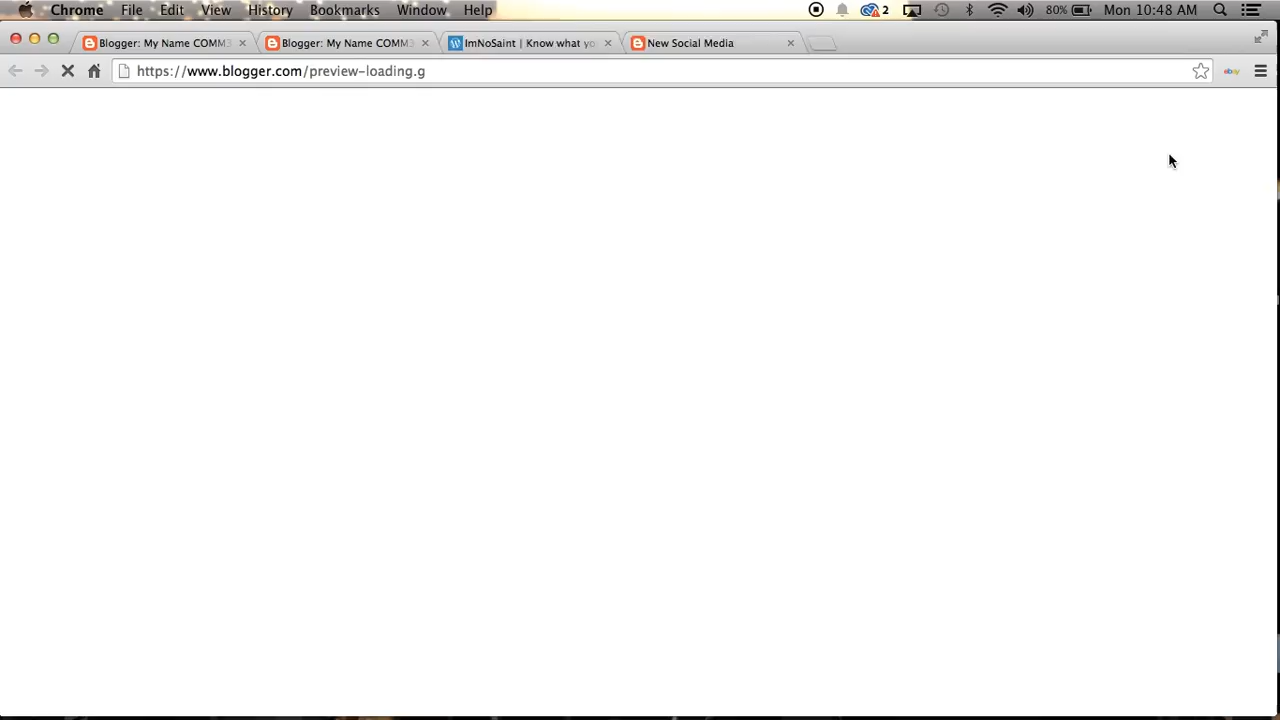 Chrome File Edit View History Bookmarks Window Help 2 80% Mon 10:48 AM
Blogger: My Name COMM3 Blogger: My Name COMM3 ImNoSaint | Know what yo New Social Media
https://www.blogger.com/preview-loading.g ebay